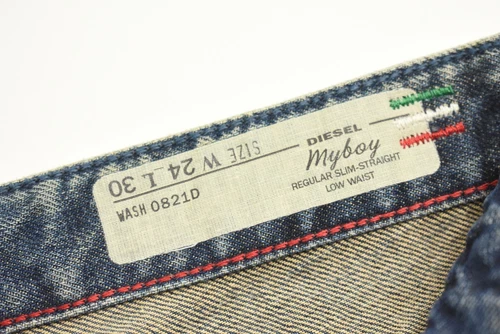 DIESEL
Myboy
REGULAR SLIM-STRAIGHT
LOW WAIST
SIZE W 24 L 30
WASH 0821D